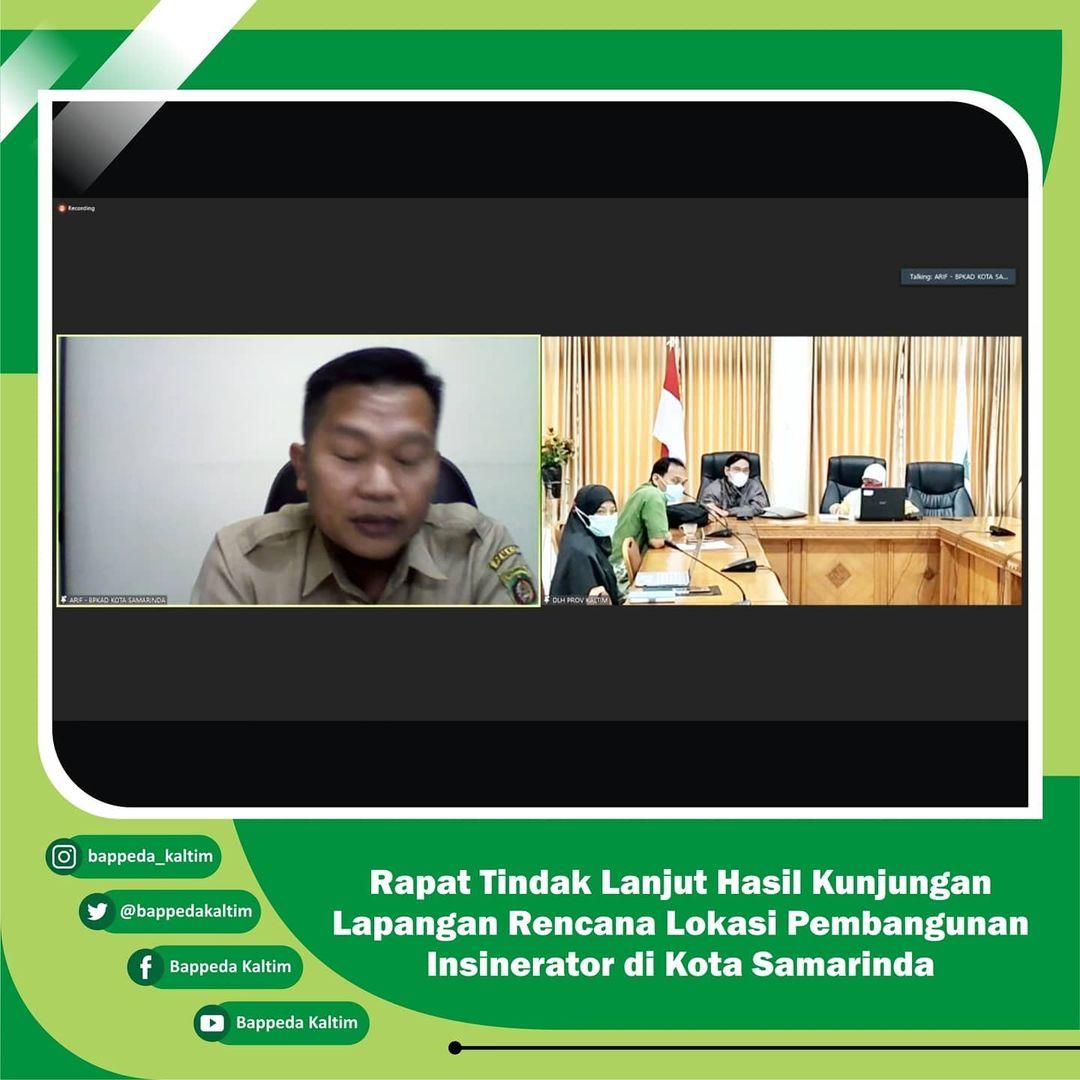 Recording
Talking: ARIF - BPKAD KOTA SA...
ARIF - BPKAD KOTA SAMARINDA
DLH PROV KALTIM
bappeda_kaltim
@bappedakaltim
Bappeda Kaltim
Bappeda Kaltim
Rapat Tindak Lanjut Hasil Kunjungan
Lapangan Rencana Lokasi Pembangunan
Insinerator di Kota Samarinda